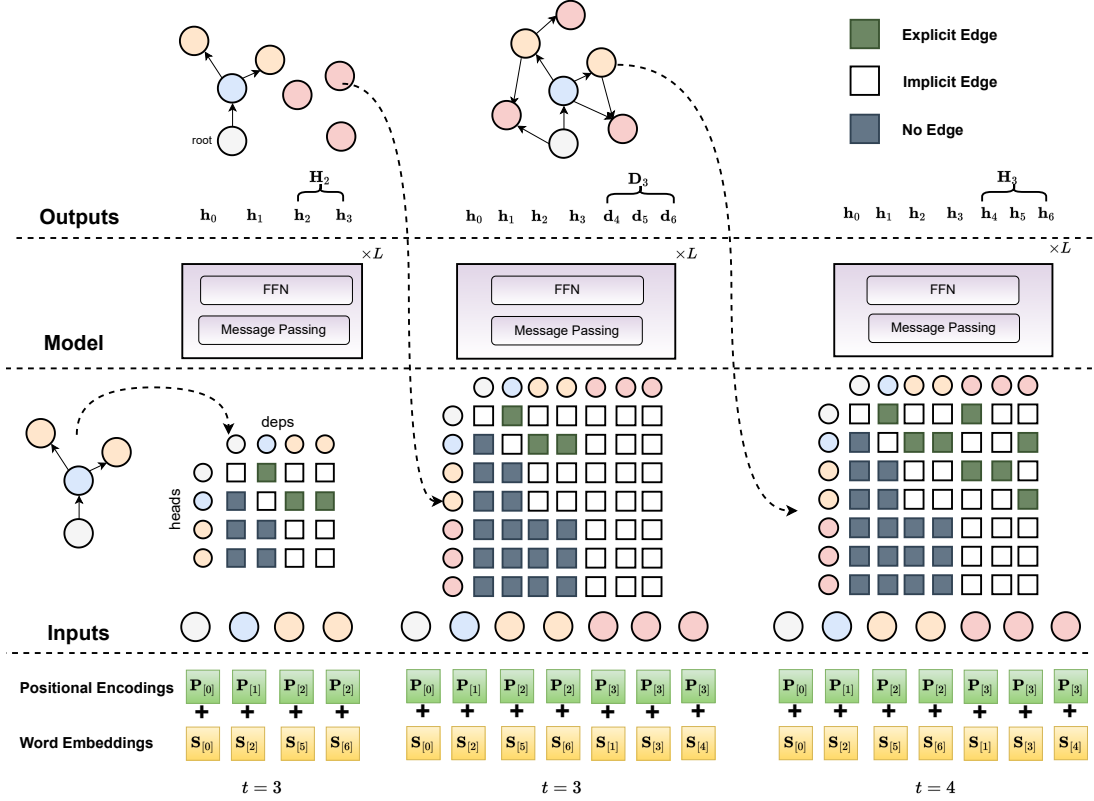 Explicit Edge
Implicit Edge
No Edge
root
H₂
D₃
H₃
Outputs
h₀ h₁ h₂ h₃
h₀ h₁ h₂ h₃ d₄ d₅ d₆
h₀ h₁ h₂ h₃ h₄ h₅ h₆
×L
×L
×L
FFN
FFN
FFN
Message Passing
Message Passing
Message Passing
Model
deps
heads
Inputs
Positional Encodings
P[0] P[1] P[2] P[2]
P[0] P[1] P[2] P[2] P[3] P[3] P[3]
P[0] P[1] P[2] P[2] P[3] P[3] P[3]
+ + + +
+ + + + + + +
+ + + + + + +
Word Embeddings
S[0] S[2] S[5] S[6]
S[0] S[2] S[5] S[6] S[1] S[3] S[4]
S[0] S[2] S[5] S[6] S[1] S[3] S[4]
t = 3
t = 3
t = 4